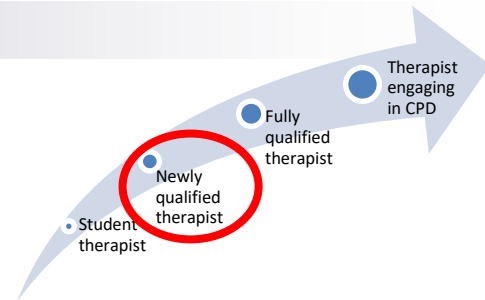 Therapist
engaging
in CPD
Fully
qualified
therapist
Newly
qualified
therapist
Student
therapist